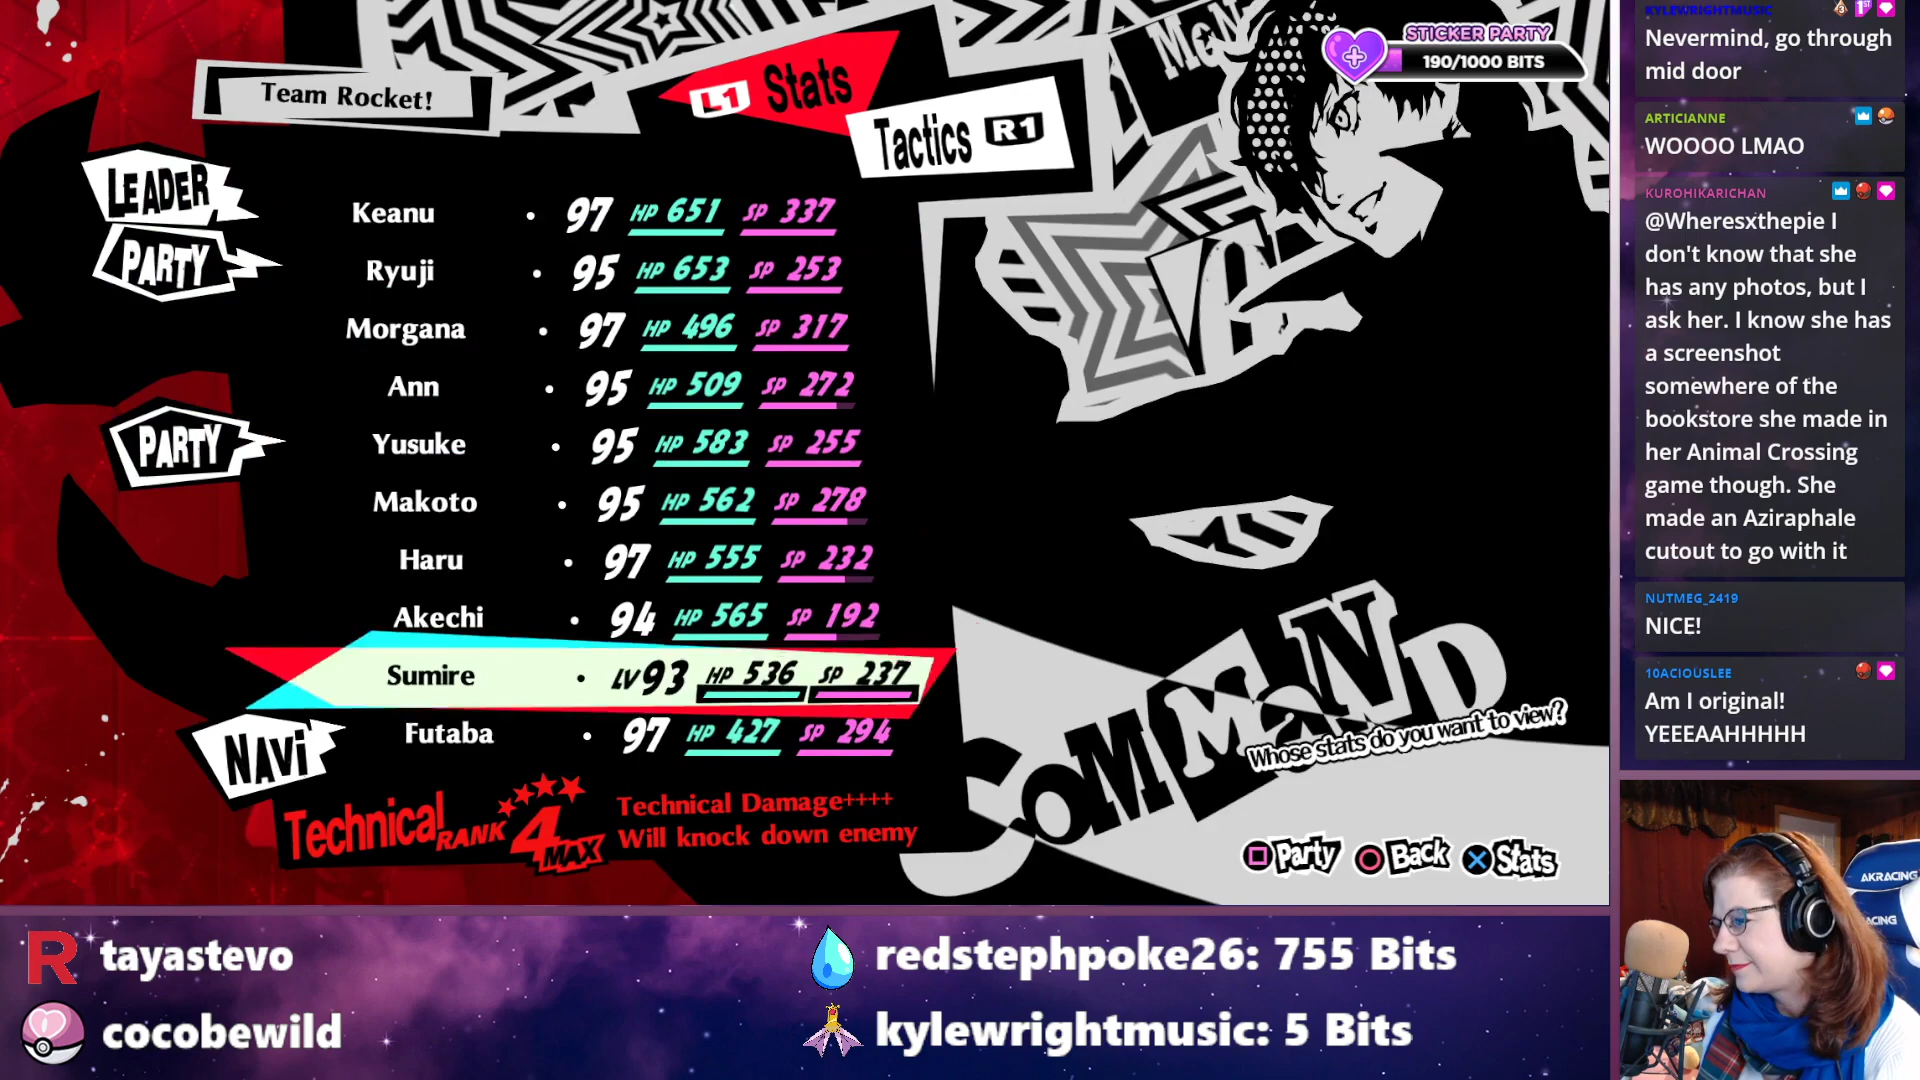 Team Rocket!
L1 Stats
Tactics R1
STICKER PARTY
190/1000 BITS
LEADER
PARTY
PARTY
NAVI
Keanu • 97 HP 651 SP 337
Ryuji • 95 HP 653 SP 253
Morgana • 97 HP 496 SP 317
Ann • 95 HP 509 SP 272
Yusuke • 95 HP 583 SP 255
Makoto • 95 HP 562 SP 278
Haru • 97 HP 555 SP 232
Akechi • 94 HP 565 SP 192
Sumire • LV 93 HP 536 SP 237
Futaba • 97 HP 427 SP 294
Technical RANK 4 MAX
Technical Damage++++
Will knock down enemy
COMMAND
Whose stats do you want to view?
Party Back Stats
KYLEWRIGHTMUSIC
Nevermind, go through
mid door
ARTICIANNE
WOOOO LMAO
KUROHIKARICHAN
@Wheresxthepie I
don't know that she
has any photos, but I
ask her. I know she has
a screenshot
somewhere of the
bookstore she made in
her Animal Crossing
game though. She
made an Aziraphale
cutout to go with it
NUTMEG_2419
NICE!
10ACIOUSLEE
Am I original!
YEEEAAHHHHH
AKRACING
R tayastevo
cocobewild
redstephpoke26: 755 Bits
kylewrightmusic: 5 Bits